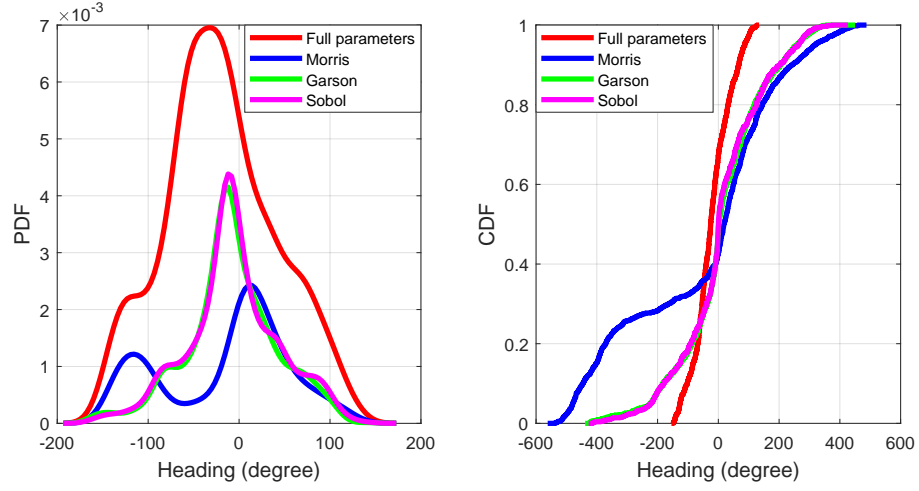 ×10⁻³
7
6
5
4
3
2
1
0
PDF
-200
-100
0
100
200
Heading (degree)
Full parameters
Morris
Garson
Sobol
1
0.8
0.6
0.4
0.2
0
CDF
-600
-400
-200
0
200
400
600
Heading (degree)
Full parameters
Morris
Garson
Sobol